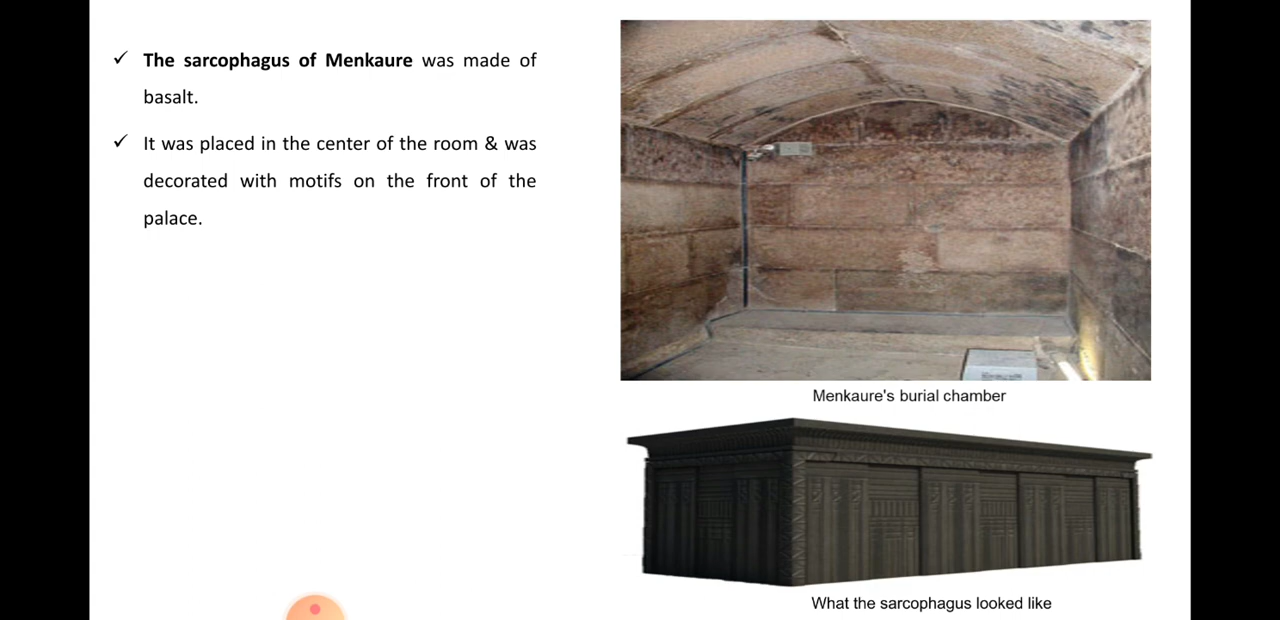 ✓ The sarcophagus of Menkaure was made of
basalt.
✓ It was placed in the center of the room & was
decorated with motifs on the front of the
palace.
Menkaure's burial chamber
What the sarcophagus looked like